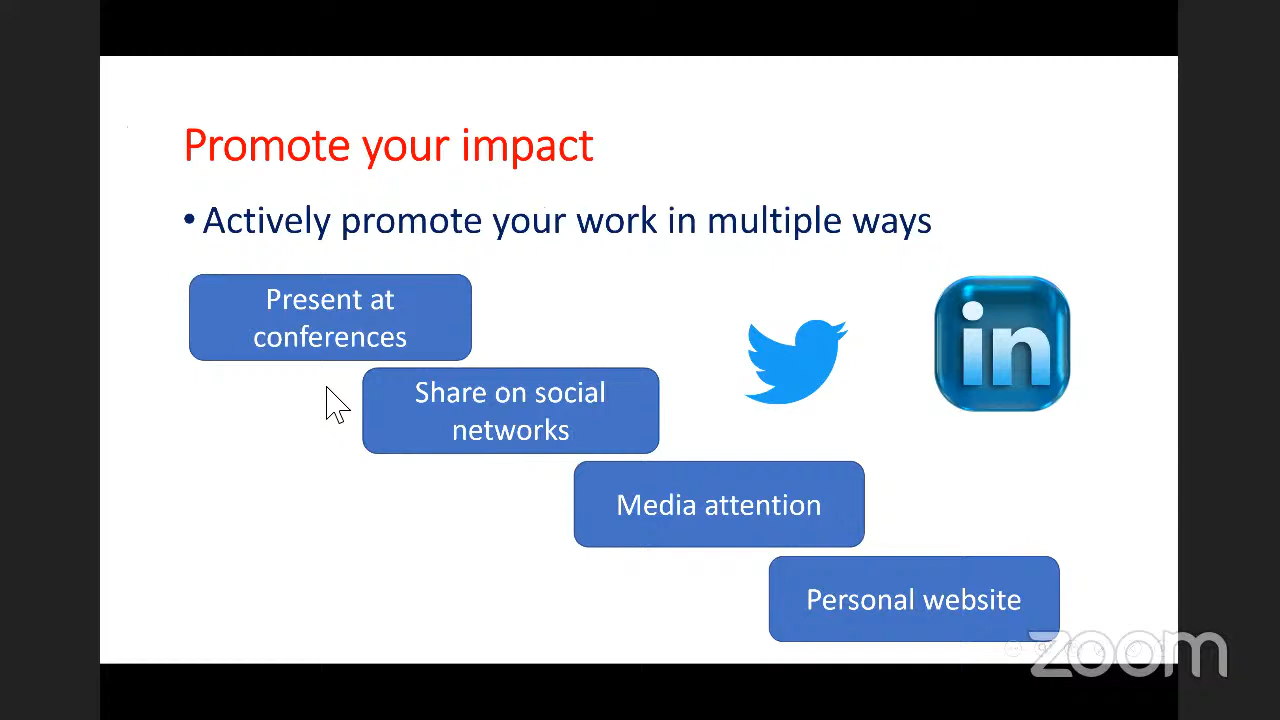 Promote your impact
• Actively promote your work in multiple ways
Present at
conferences
in
Share on social
networks
Media attention
Personal website
zoom